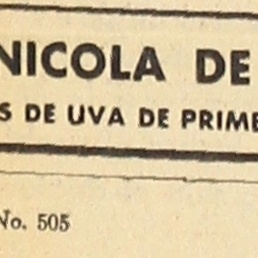 NICOLA DE
S DE UVA DE PRIME
No. 505